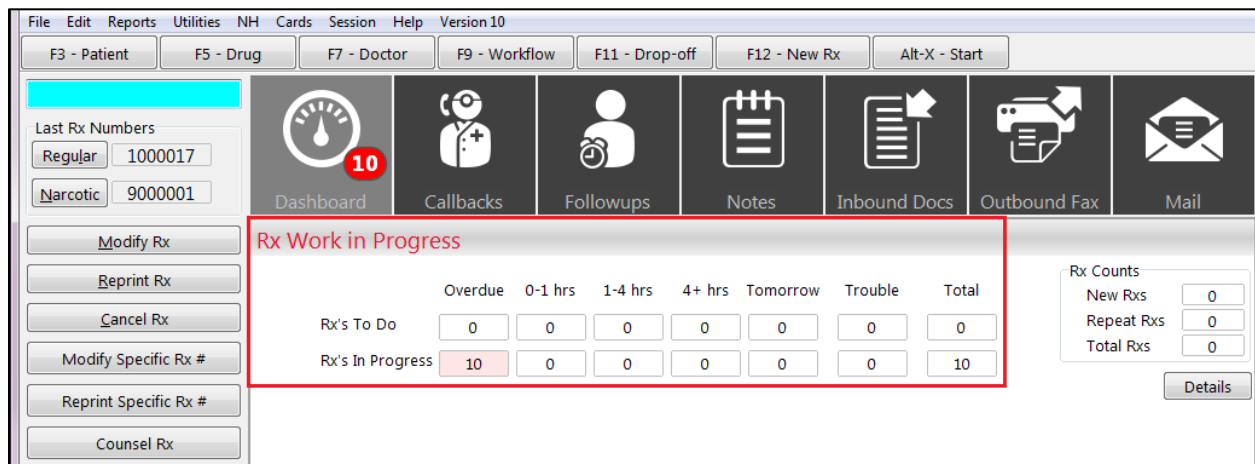 File Edit Reports Utilities NH Cards Session Help Version 10
F3 - Patient F5 - Drug F7 - Doctor F9 - Workflow F11 - Drop-off F12 - New Rx Alt-X - Start
Last Rx Numbers
Regular 1000017
Narcotic 9000001
10
Dashboard Callbacks Followups Notes Inbound Docs Outbound Fax Mail
Modify Rx
Reprint Rx
Cancel Rx
Modify Specific Rx #
Reprint Specific Rx #
Counsel Rx
Rx Work in Progress
Overdue 0-1 hrs 1-4 hrs 4+ hrs Tomorrow Trouble Total
Rx's To Do 0 0 0 0 0 0 0
Rx's In Progress 10 0 0 0 0 0 10
Rx Counts
New Rxs 0
Repeat Rxs 0
Total Rxs 0
Details